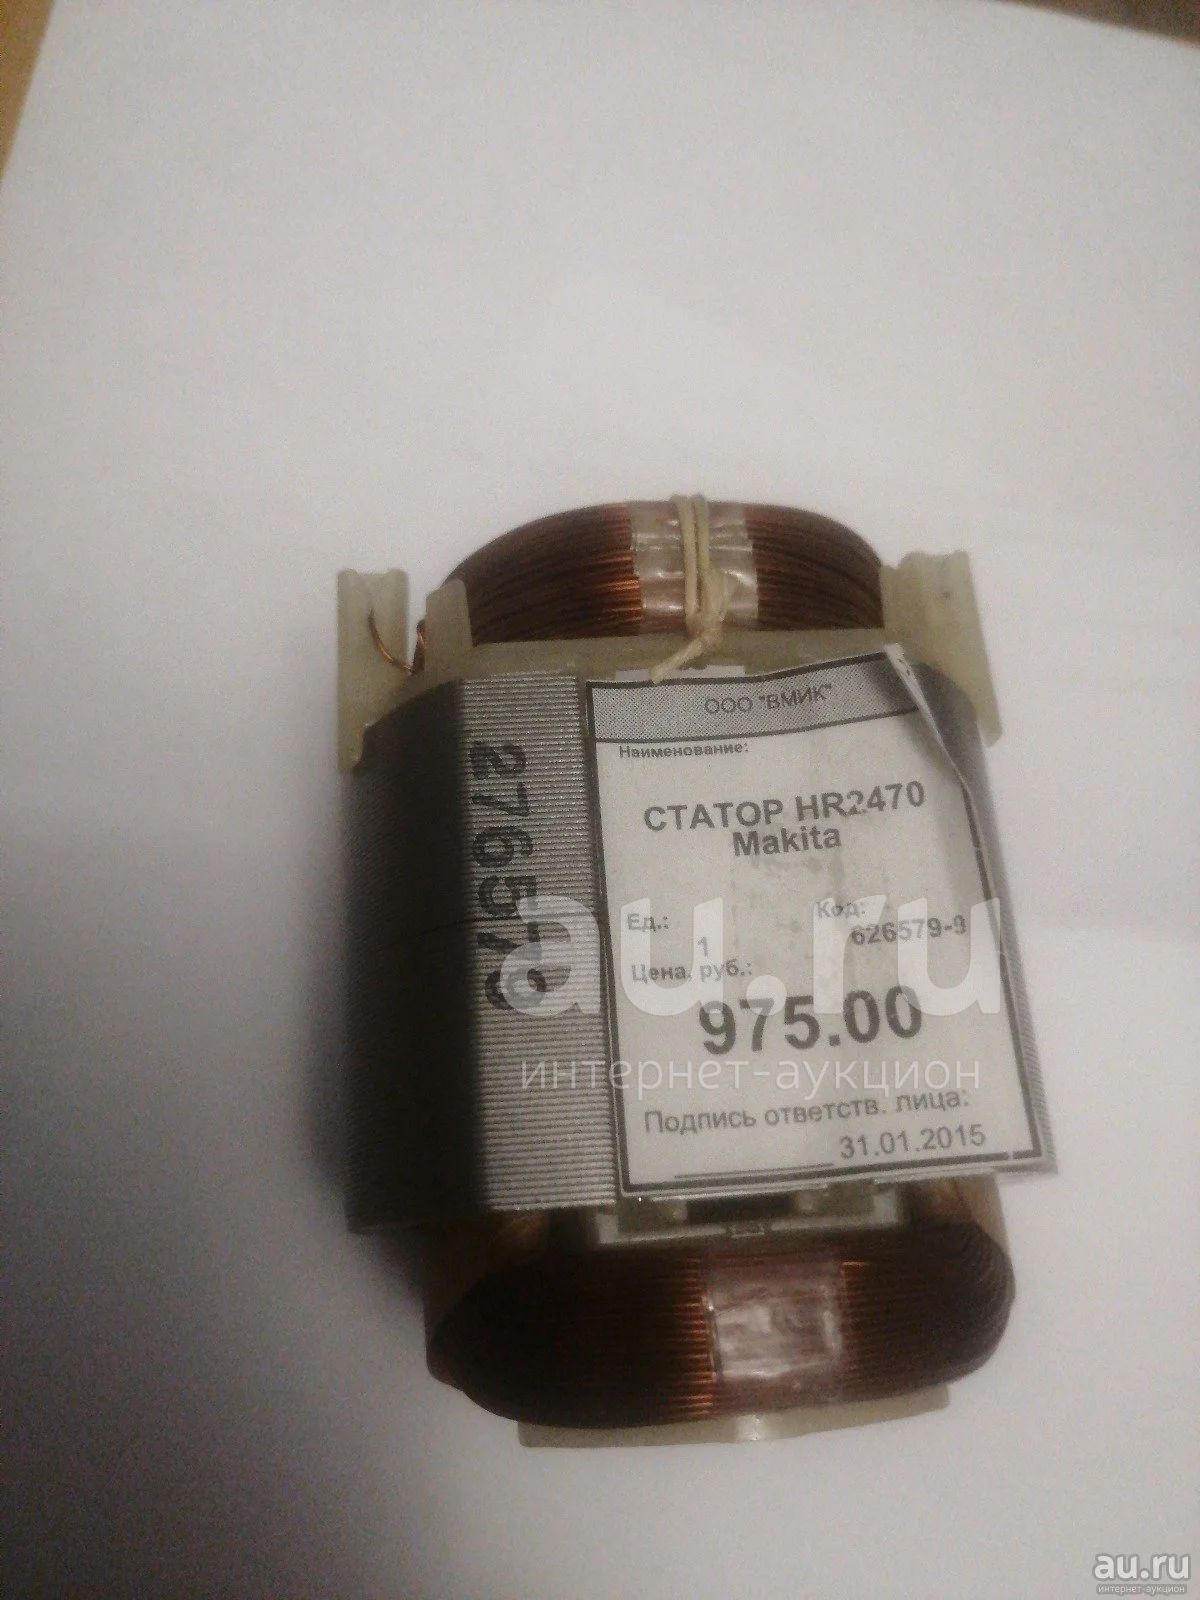 ООО "ВМИК"
Наименование:
СТАТОР HR2470
Makita
Ед.:
Код:
1
626579-9
Цена. руб.:
975.00
Подпись ответств. лица:
31.01.2015
au.ru
интернет-аукцион
au.ru
интернет-аукцион